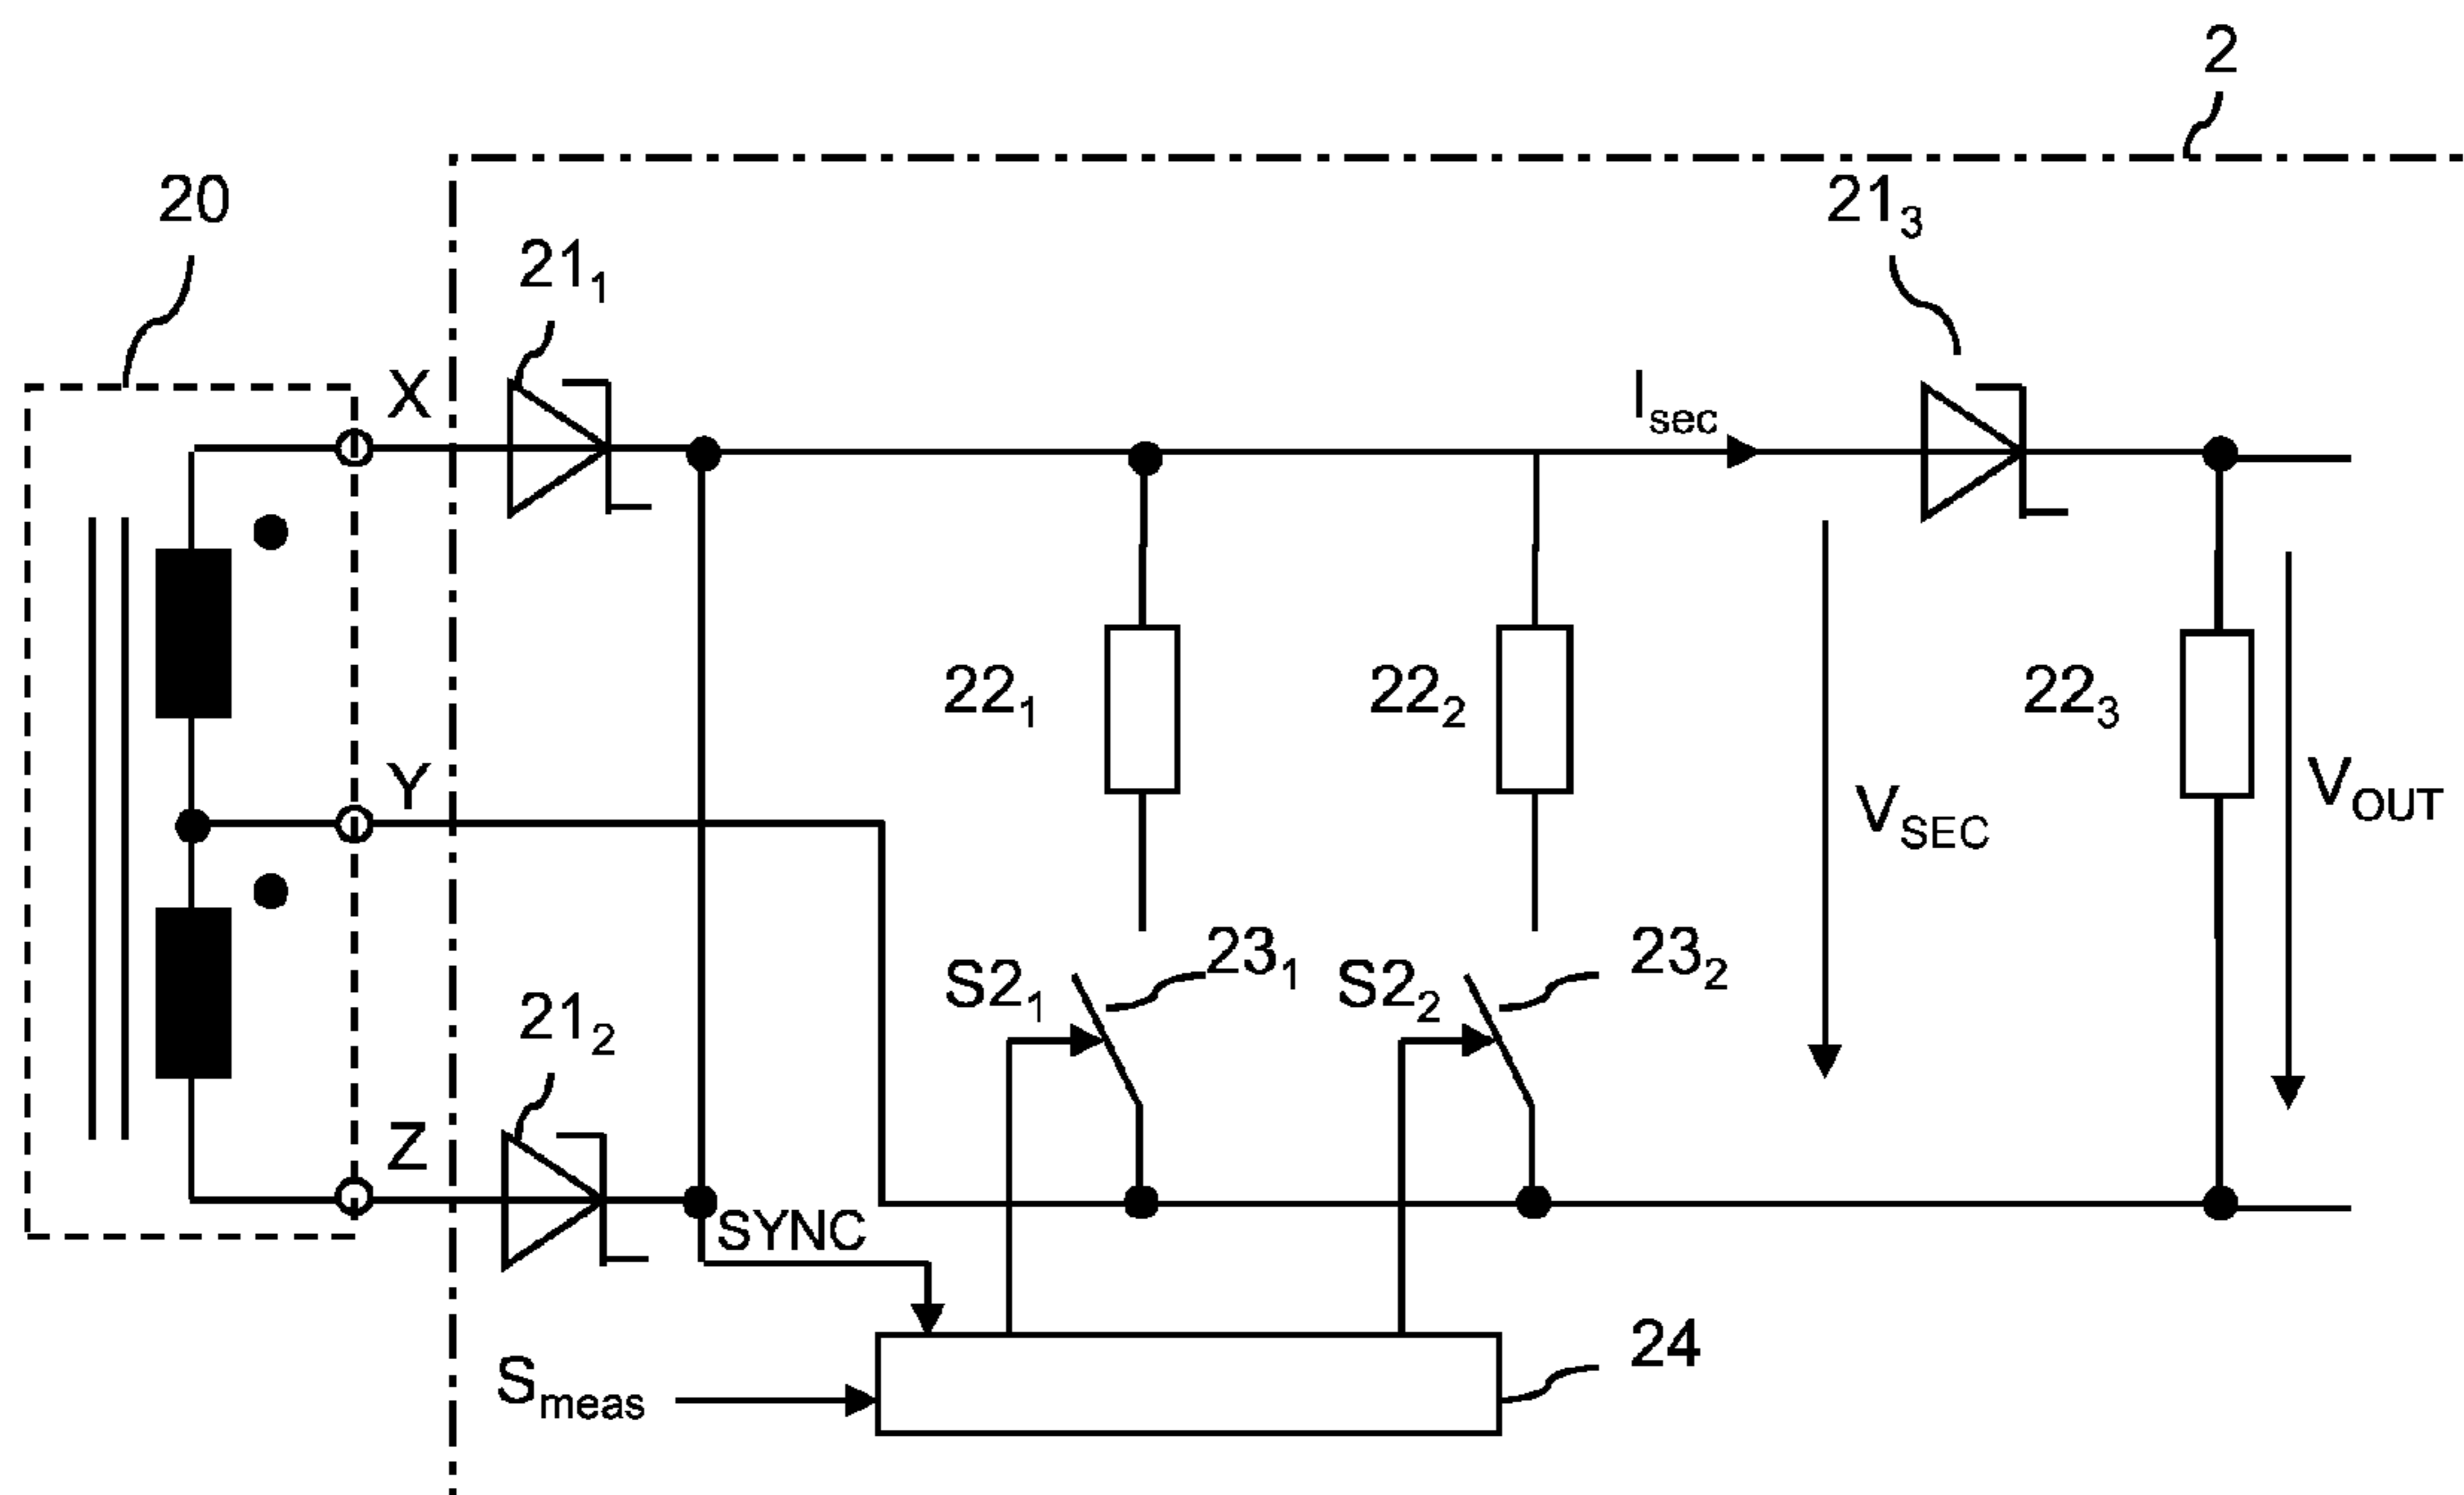 2
20
21₃
21₁
X
I_sec
22₁
22₂
22₃
Y
V_SEC
V_OUT
S2₁
23₁
S2₂
23₂
21₂
Z
SYNC
24
S_meas